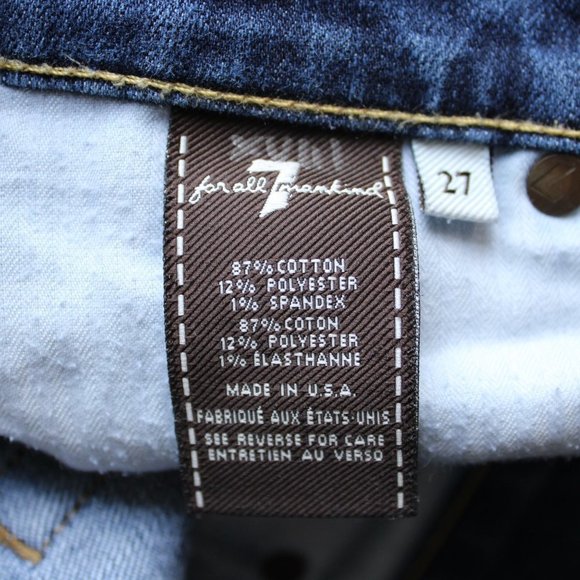 for all 7 mankind
27
87% COTTON
12% POLYESTER
1% SPANDEX
87% COTON
12% POLYESTER
1% ÉLASTHANNE
MADE IN U.S.A.
FABRIQUÉ AUX ÉTATS-UNIS
SEE REVERSE FOR CARE
ENTRETIEN AU VERSO